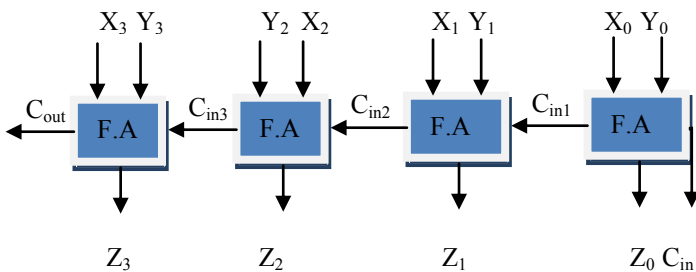 X3 Y3 Y2 X2 X1 Y1 X0 Y0
Cout Cin3 Cin2 Cin1
F.A F.A F.A F.A
Z3 Z2 Z1 Z0 Cin